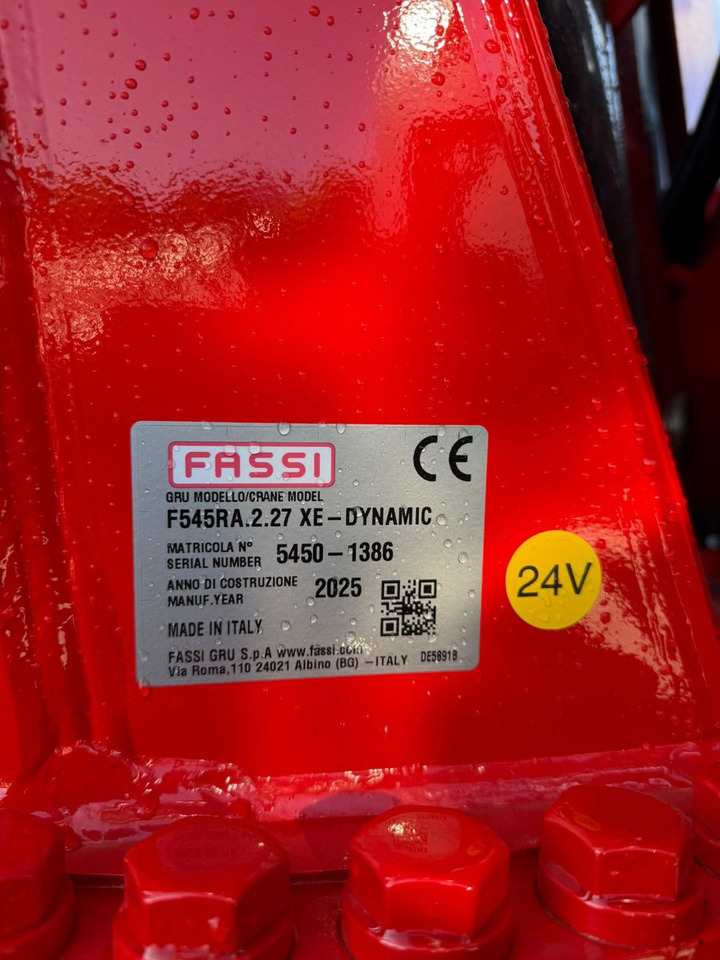 FASSI CE
GRU MODELLO/CRANE MODEL
F545RA.2.27 XE-DYNAMIC
MATRICOLA Nº
SERIAL NUMBER 5450-1386
ANNO DI COSTRUZIONE
MANUF.YEAR 2025
MADE IN ITALY
FASSI GRU S.p.A www.fassi.com
Via Roma,110 24021 Albino (BG) -ITALY DE5891B
24V